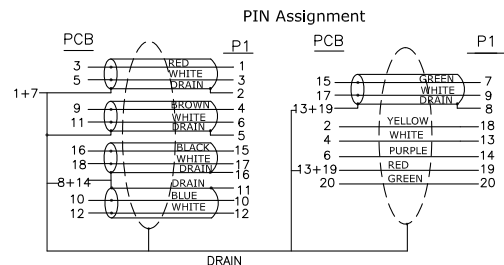 PIN Assignment
PCB P1
3 RED 1
5 WHITE 3
DRAIN 2
1+7
9 BROWN 4
11 WHITE 6
DRAIN 5
16 BLACK 15
18 WHITE 17
DRAIN 16
8+14 DRAIN 11
10 BLUE 10
12 WHITE 12
PCB P1
15 GREEN 7
17 WHITE 9
13+19 DRAIN 8
2 YELLOW 18
4 WHITE 13
6 PURPLE 14
13+19 RED 19
20 GREEN 20
DRAIN